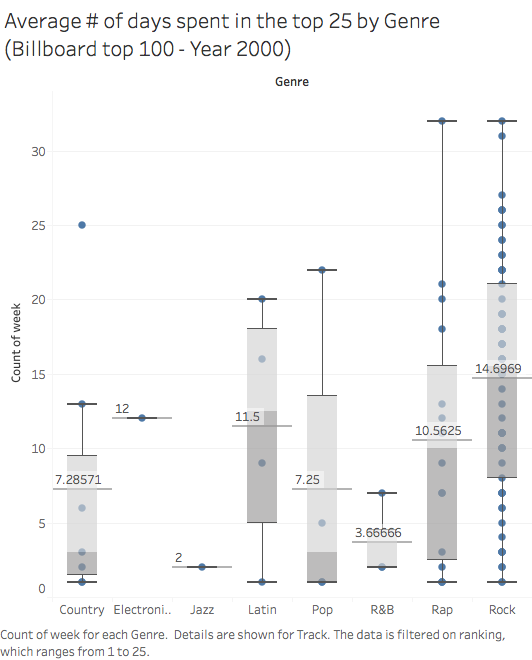 Average # of days spent in the top 25 by Genre
(Billboard top 100 - Year 2000)
Genre
Count of week
30
25
20
15
10
5
0
7.28571
12
2
11.5
7.25
3.66666
10.5625
14.6969
Country Electroni.. Jazz Latin Pop R&B Rap Rock
Count of week for each Genre. Details are shown for Track. The data is filtered on ranking,
which ranges from 1 to 25.